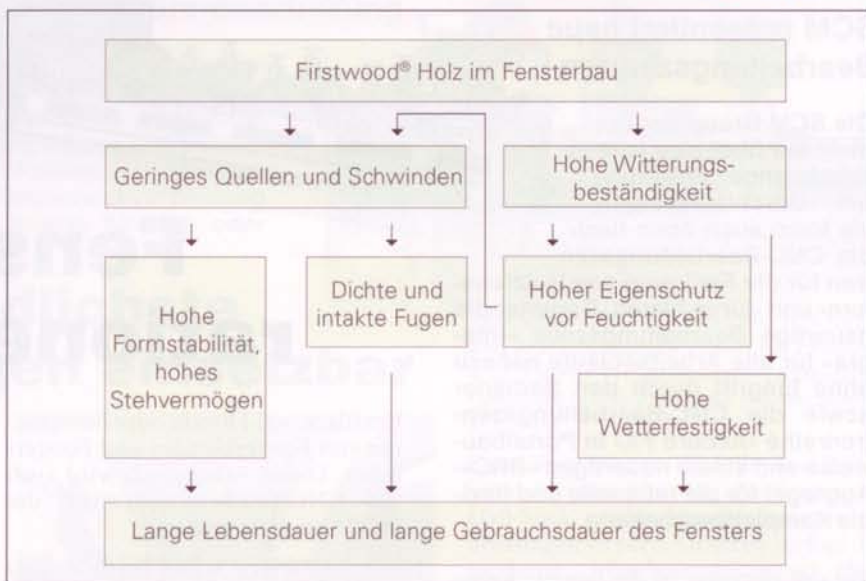 Firstwood® Holz im Fensterbau
Geringes Quellen und Schwinden
Hohe Witterungs-
beständigkeit
Hohe
Formstabilität,
hohes
Stehvermögen
Dichte und
intakte Fugen
Hoher Eigenschutz
vor Feuchtigkeit
Hohe
Wetterfestigkeit
Lange Lebensdauer und lange Gebrauchsdauer des Fensters